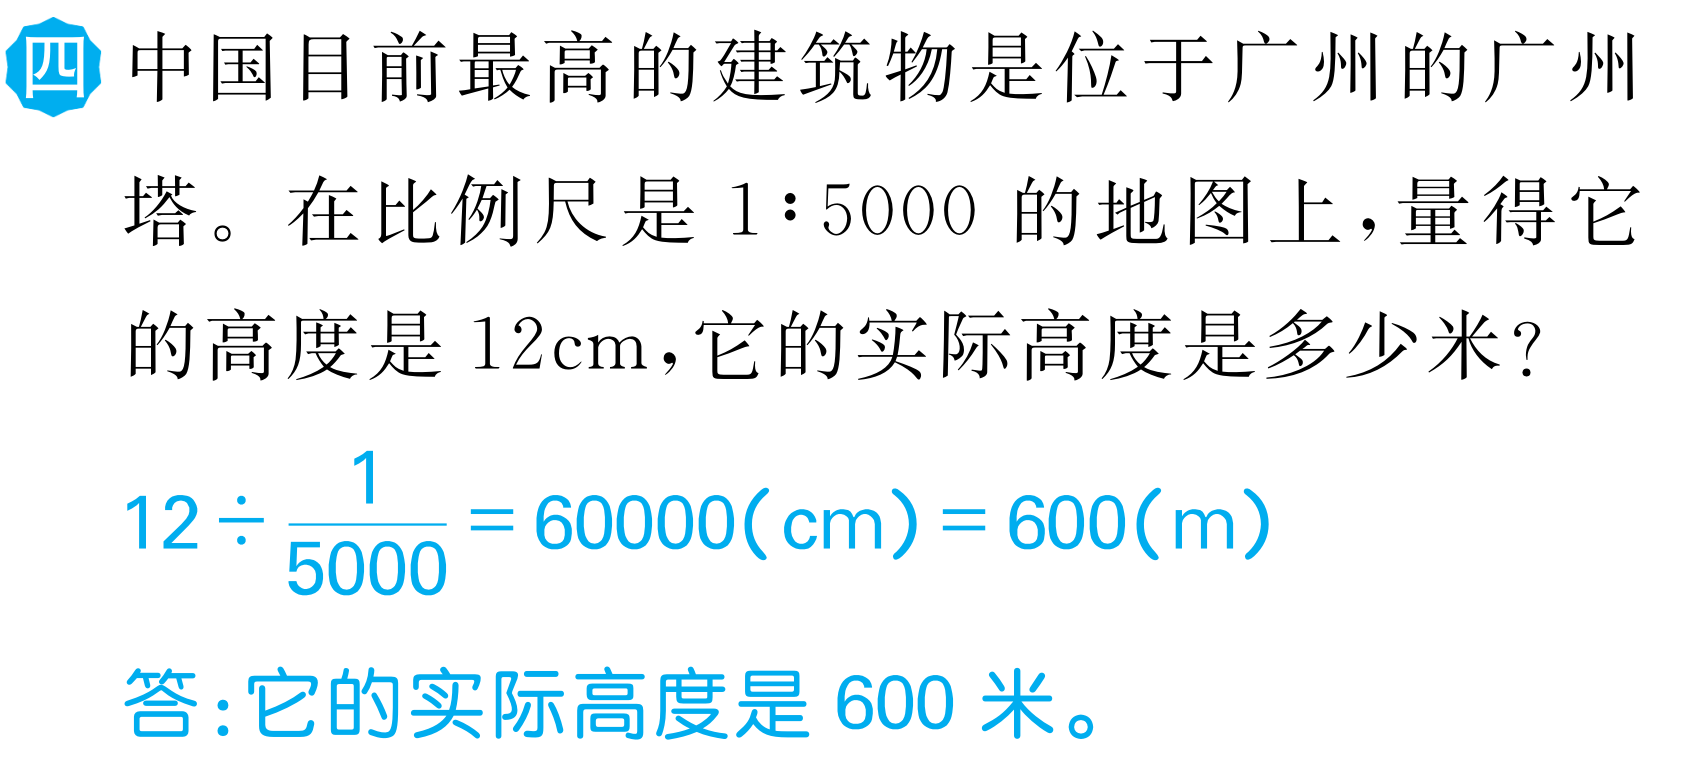 四 中国目前最高的建筑物是位于广州的广州
塔。在比例尺是 1∶5000 的地图上,量得它
的高度是 12cm,它的实际高度是多少米?
12÷1/5000=60000(cm)=600(m)
答:它的实际高度是 600 米。